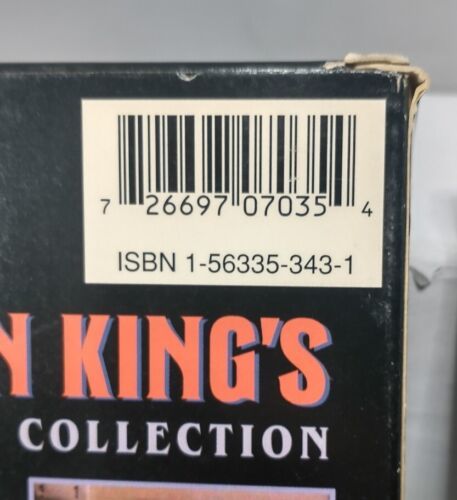 7 26697 07035 4
ISBN 1-56335-343-1
N KING'S
COLLECTION